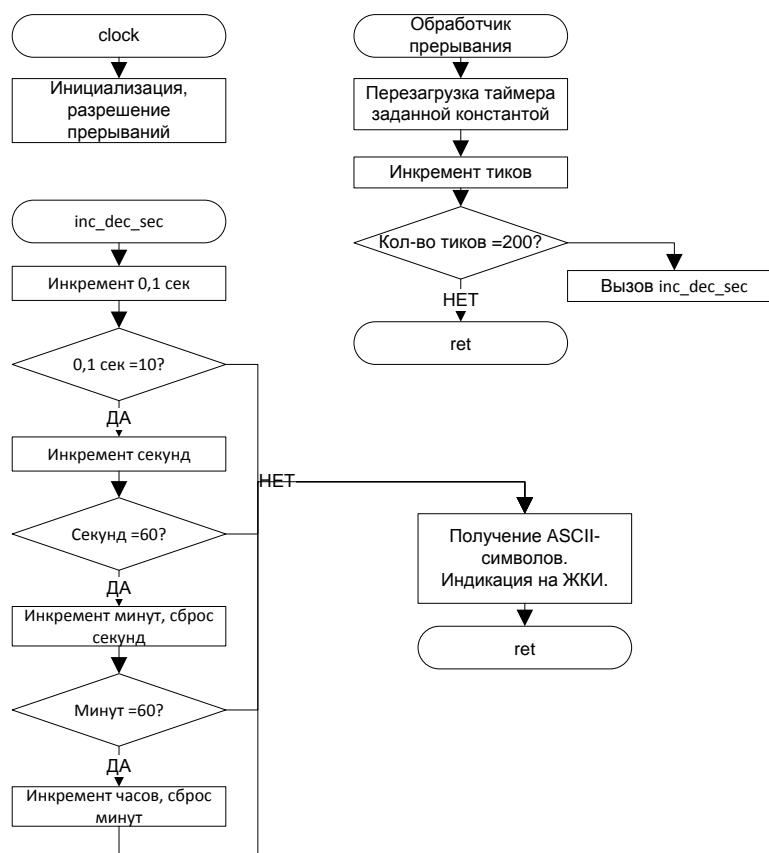 clock
Инициализация,
разрешение
прерываний
inc_dec_sec
Инкремент 0,1 сек
0,1 сек =10?
ДА
Инкремент секунд
Секунд =60?
ДА
Инкремент минут, сброс
секунд
Минут =60?
ДА
Инкремент часов, сброс
минут
НЕТ
Обработчик
прерывания
Перезагрузка таймера
заданной константой
Инкремент тиков
Кол-во тиков =200?
НЕТ
ret
Вызов inc_dec_sec
Получение ASCII-
символов.
Индикация на ЖКИ.
ret